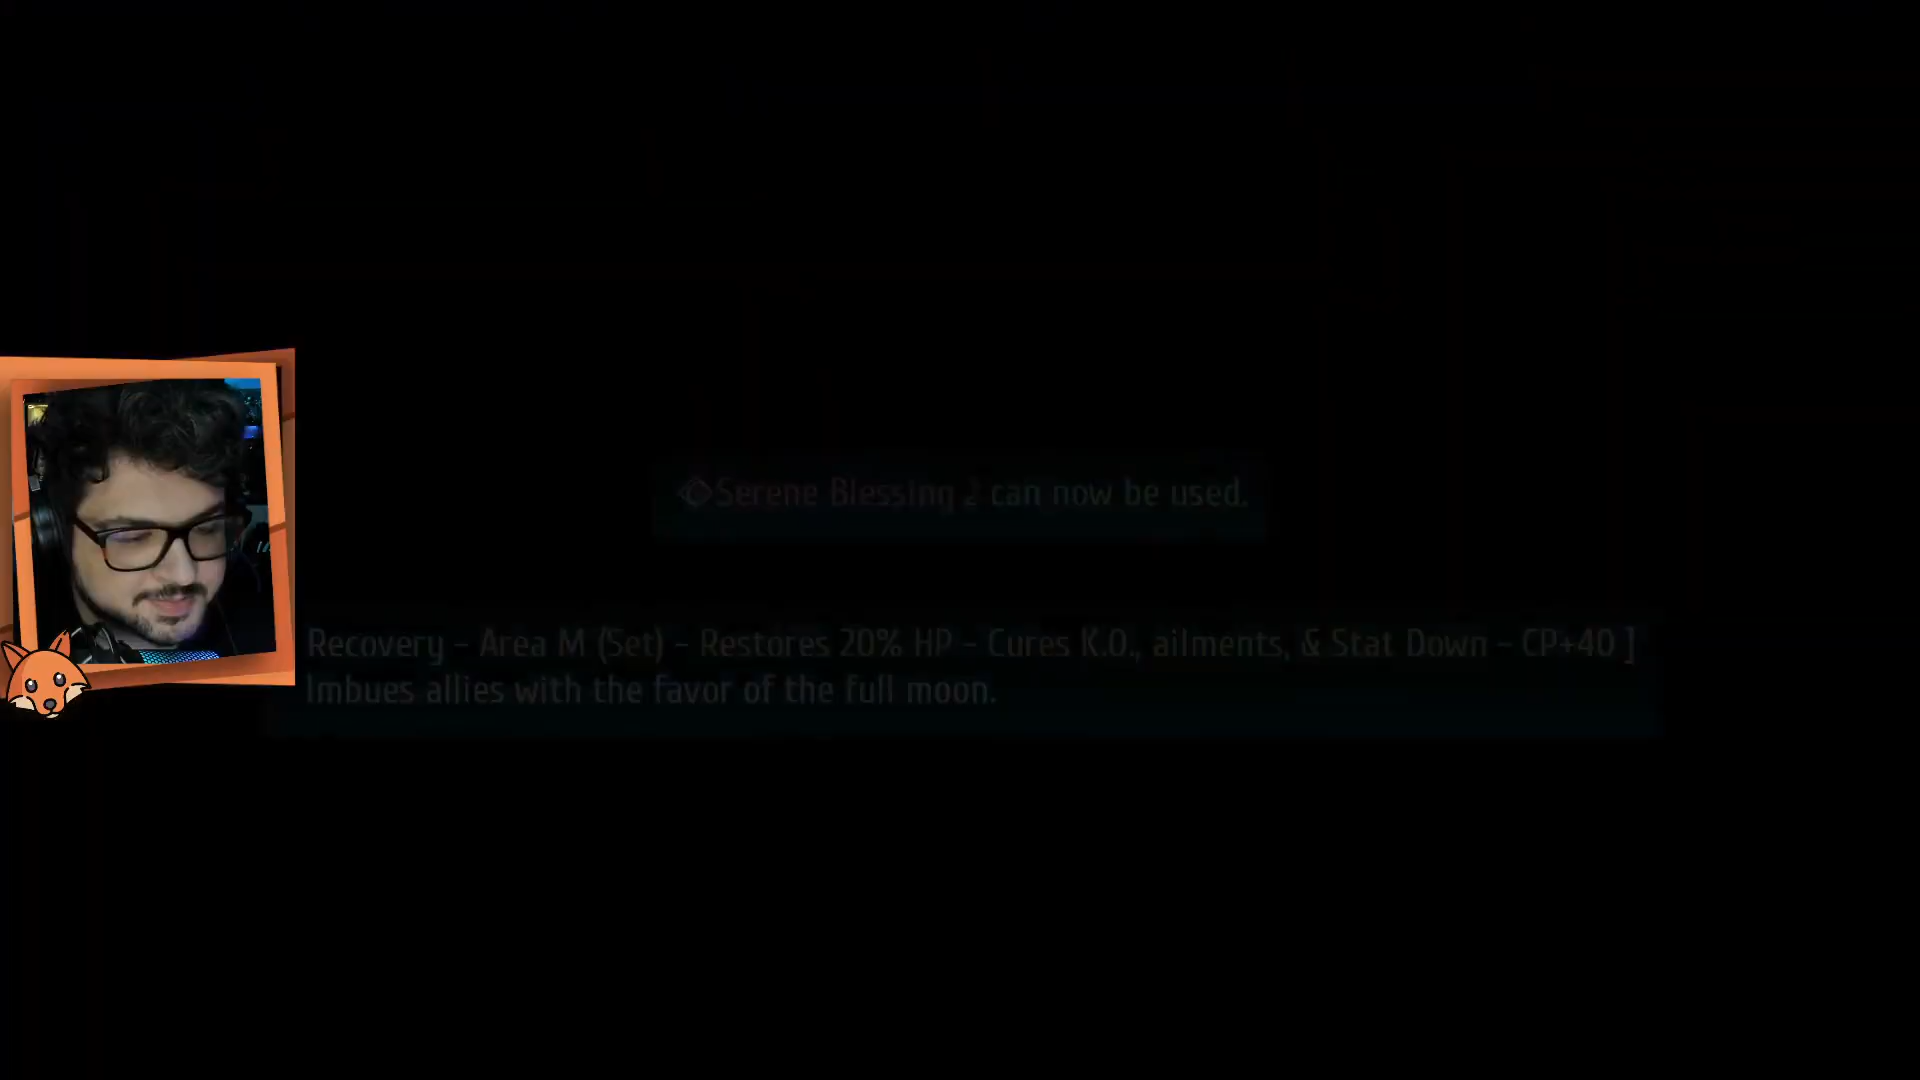 Serene Blessing 2 can now be used.
Recovery - Area M (Set) - Restores 20% HP - Cures K.O., ailments, & Stat Down - CP+40 ]
Imbues allies with the favor of the full moon.